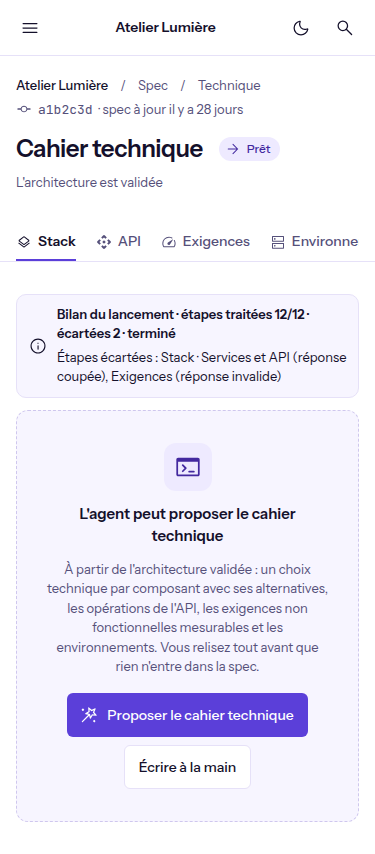 Atelier Lumière
Atelier Lumière / Spec / Technique
a1b2c3d · spec à jour il y a 28 jours
Cahier technique
Prêt
L'architecture est validée
Stack API Exigences Environne
Bilan du lancement · étapes traitées 12/12 ·
écartées 2 · terminé
Étapes écartées : Stack · Services et API (réponse
coupée), Exigences (réponse invalide)
L'agent peut proposer le cahier
technique
À partir de l'architecture validée : un choix
technique par composant avec ses alternatives,
les opérations de l'API, les exigences non
fonctionnelles mesurables et les
environnements. Vous relisez tout avant que
rien n'entre dans la spec.
Proposer le cahier technique
Écrire à la main